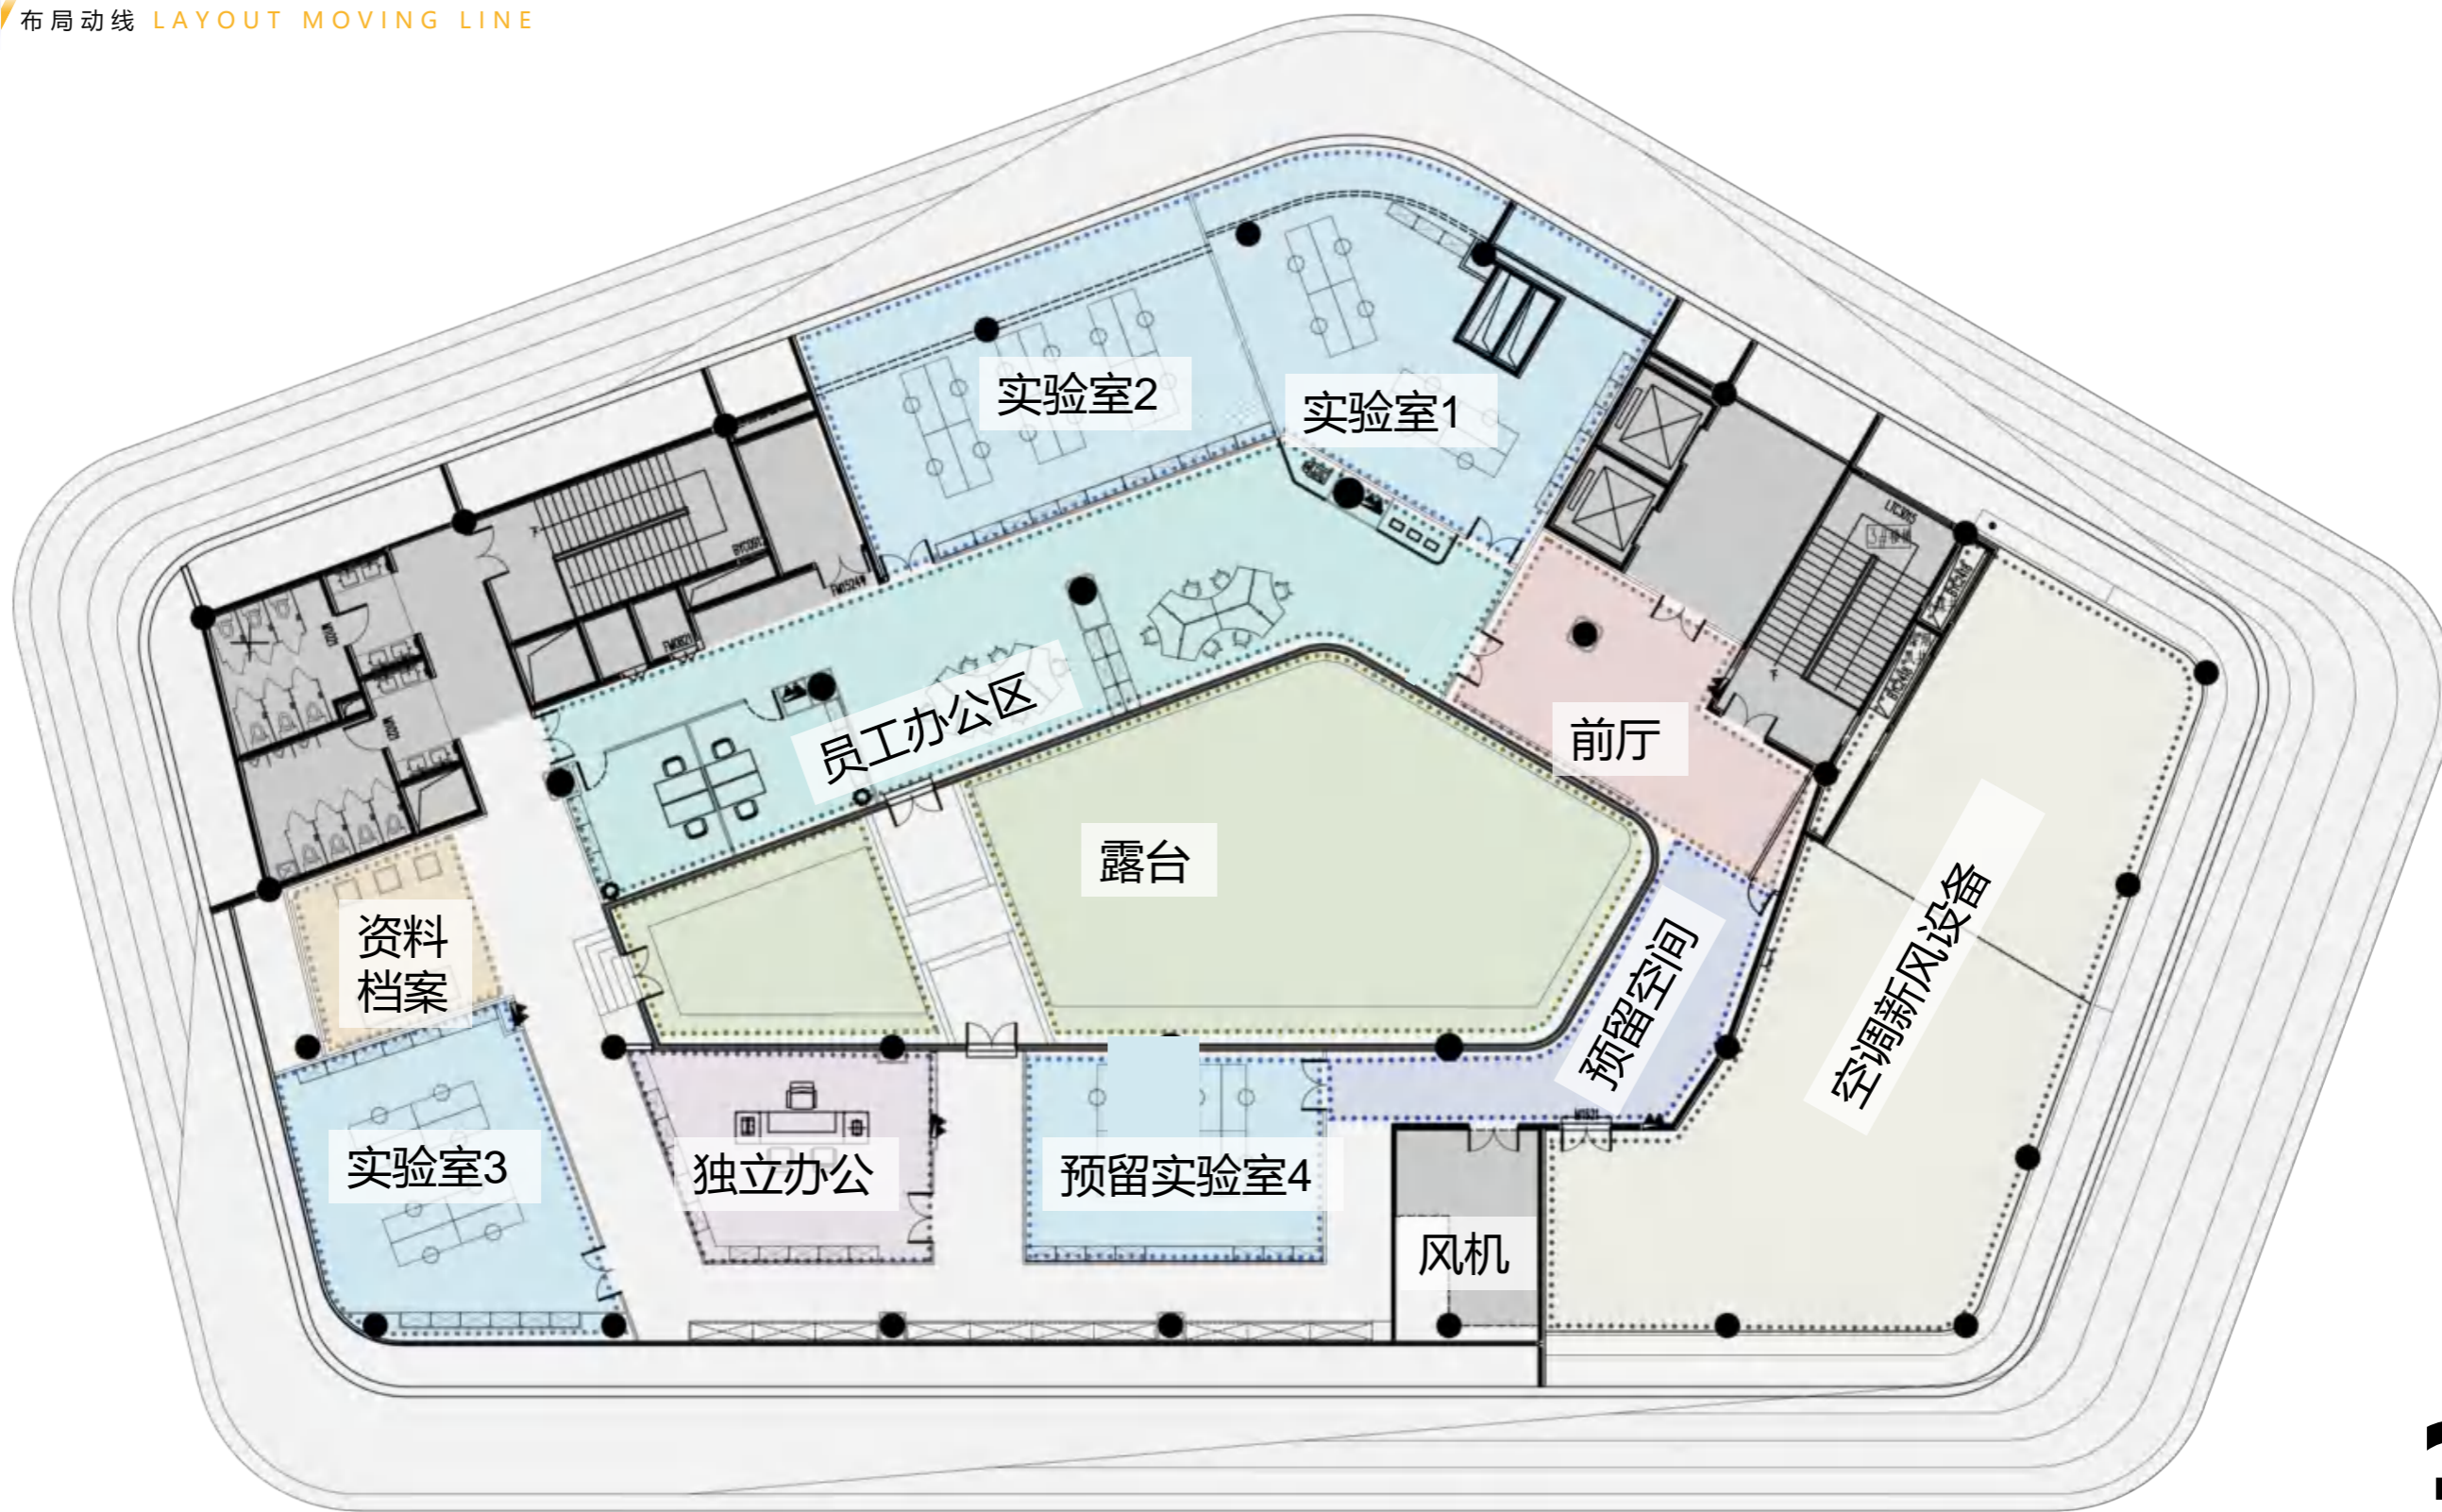 布局动线 LAYOUT MOVING LINE
实验室2
实验室1
员工办公区
前厅
露台
资料
档案
预留空间
空调新风设备
实验室3
独立办公
预留实验室4
风机